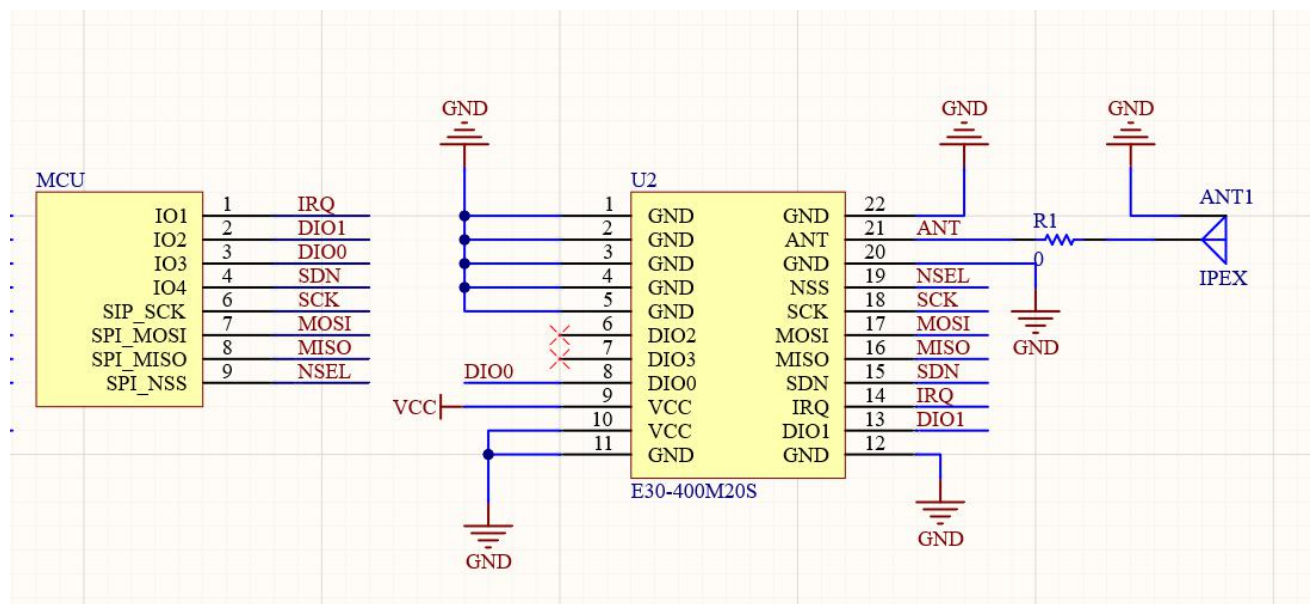 GND
GND
GND
MCU
U2
ANT1
IPEX
R1
0
1
IO1
IRQ
2
IO2
DIO1
3
IO3
DIO0
4
IO4
SDN
6
SIP_SCK
SCK
7
SPI_MOSI
MOSI
8
SPI_MISO
MISO
9
SPI_NSS
NSEL
1
GND
2
GND
3
GND
4
GND
5
GND
6
DIO2
7
DIO3
DIO0
8
DIO0
VCC
9
VCC
10
VCC
11
GND
22
GND
21
ANT
ANT
20
GND
19
NSS
NSEL
18
SCK
SCK
17
MOSI
MOSI
16
MISO
MISO
15
SDN
SDN
14
IRQ
IRQ
13
DIO1
DIO1
12
GND
GND
E30-400M20S
GND
GND